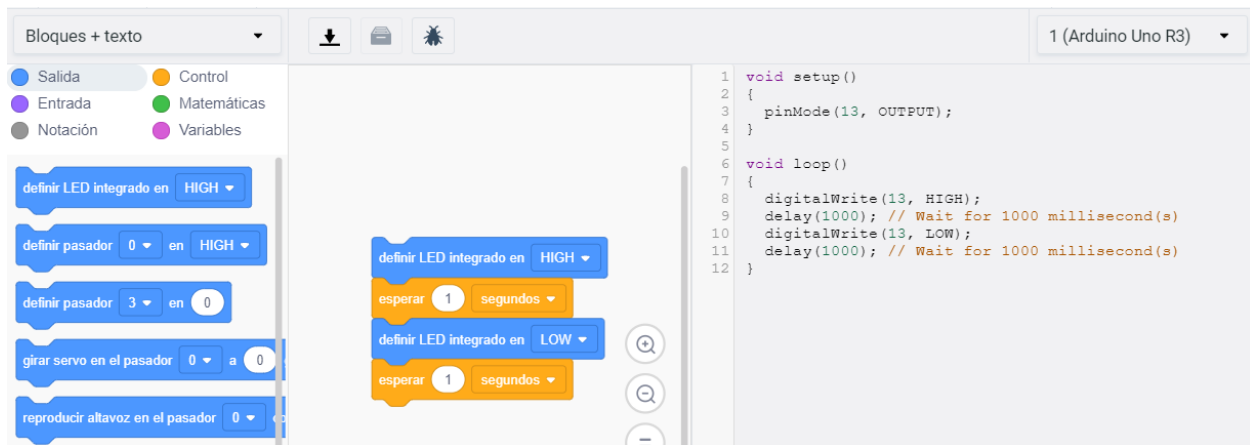 Bloques + texto
1 (Arduino Uno R3)
Salida
Control
Entrada
Matemáticas
Notación
Variables
definir LED integrado en HIGH
definir pasador 0 en HIGH
definir pasador 3 en 0
girar servo en el pasador 0 a 0
reproducir altavoz en el pasador 0
definir LED integrado en HIGH
esperar 1 segundos
definir LED integrado en LOW
esperar 1 segundos
1 void setup()
2 {
3 pinMode(13, OUTPUT);
4 }
5
6 void loop()
7 {
8 digitalWrite(13, HIGH);
9 delay(1000); // Wait for 1000 millisecond(s)
10 digitalWrite(13, LOW);
11 delay(1000); // Wait for 1000 millisecond(s)
12 }